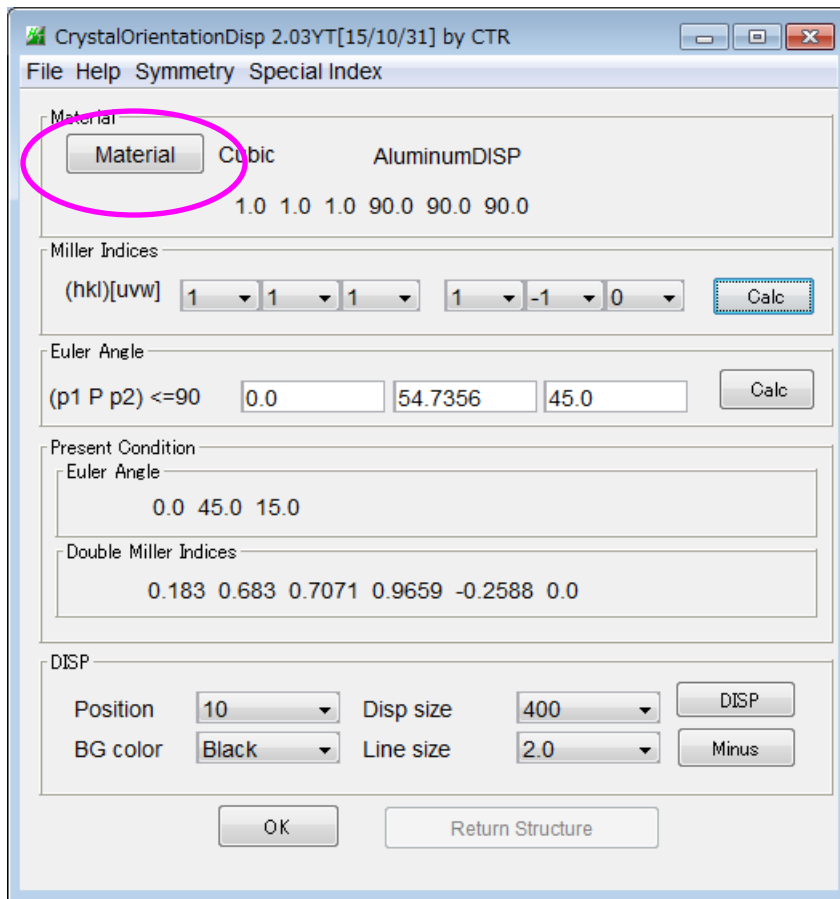 CrystalOrientationDisp 2.03YT[15/10/31] by CTR
File Help Symmetry Special Index
Material
Material Cubic AluminumDISP
1.0 1.0 1.0 90.0 90.0 90.0
Miller Indices
(hkl)[uvw] 1 1 1 1 -1 0 Calc
Euler Angle
(p1 P p2) <=90 0.0 54.7356 45.0 Calc
Present Condition
Euler Angle
0.0 45.0 15.0
Double Miller Indices
0.183 0.683 0.7071 0.9659 -0.2588 0.0
DISP
Position 10 Disp size 400 DISP
BG color Black Line size 2.0 Minus
OK Return Structure